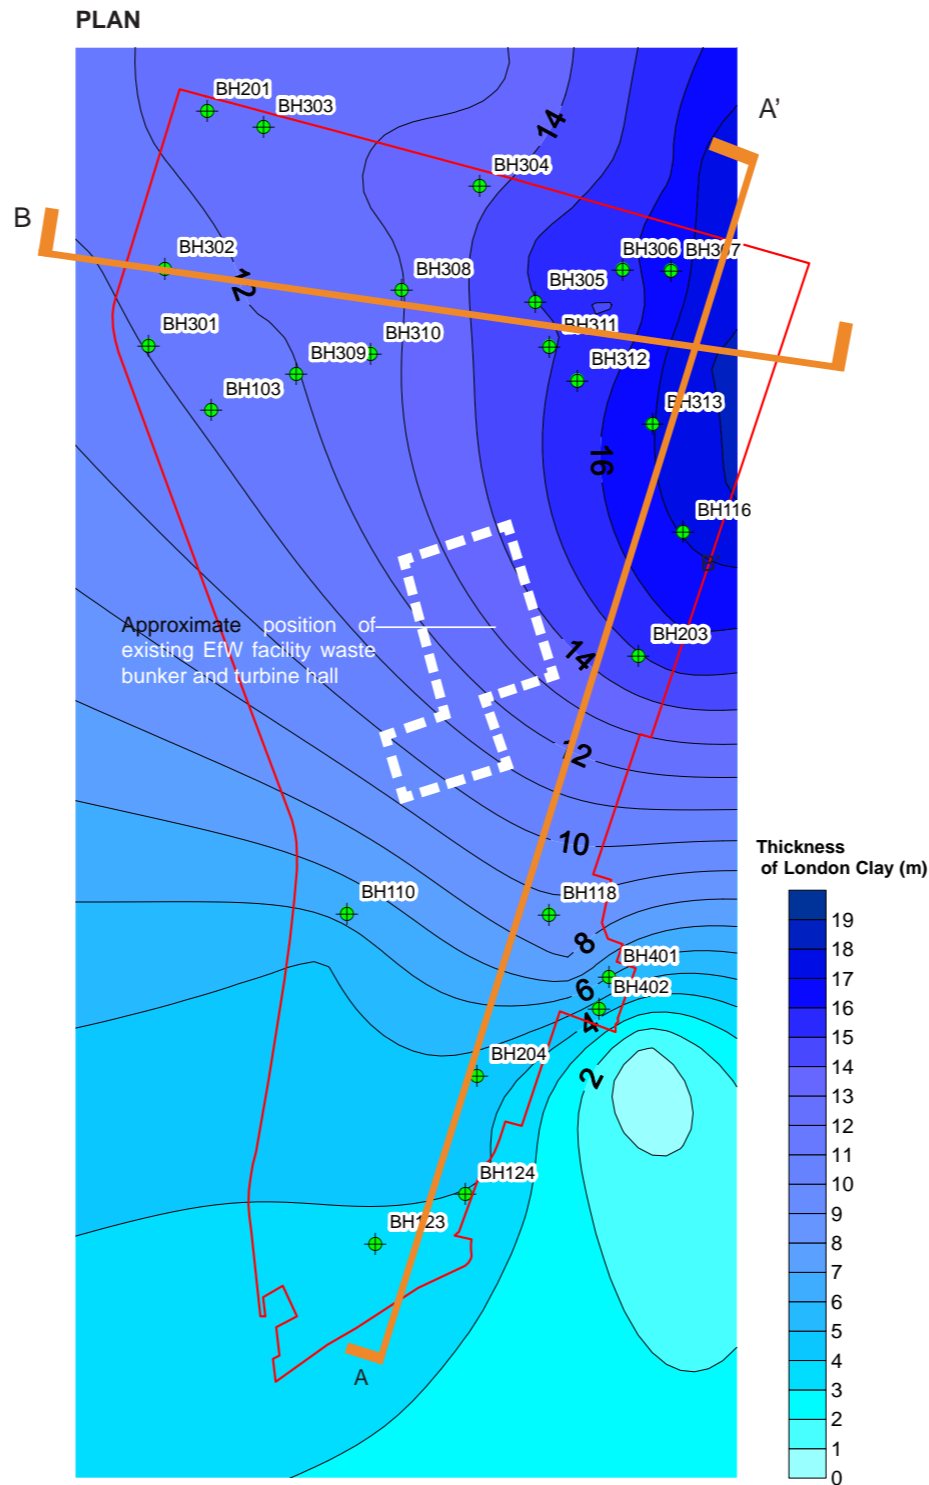 PLAN
A’
B
BH201
BH303
14
BH304
BH302
12
BH308
BH306
BH307
BH305
BH301
BH310
BH311
BH309
BH312
BH103
BH313
16
BH116
B'
Approximate position of
existing EfW facility waste
bunker and turbine hall
BH203
14
12
10
BH110
BH118
8
BH401
6
BH402
4
BH204
2
BH124
BH123
A
Thickness
of London Clay (m)
19
18
17
16
15
14
13
12
11
10
9
8
7
6
5
4
3
2
1
0